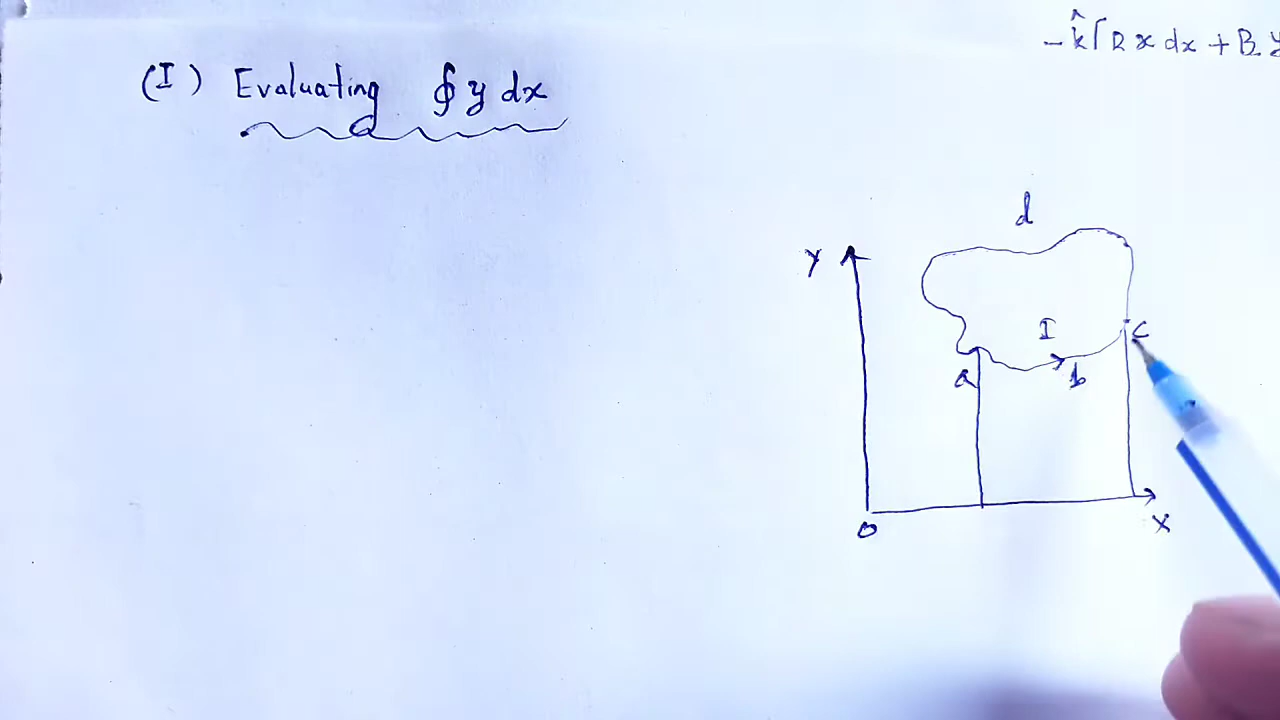 -k̂[B x dx + B y
(I) Evaluating ∮ y dx
d
Y
I
c
a
b
O
X